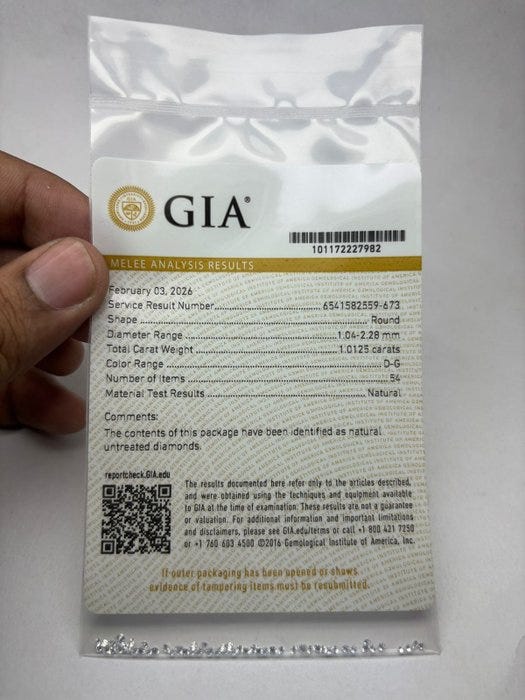 GIA®
101172227982
MELEE ANALYSIS RESULTS
February 03, 2026
Service Result Number 6541582559-673
Shape Round
Diameter Range 1.04-2.28 mm
Total Carat Weight 1.0125 carats
Color Range D-G
Number of Items 54
Material Test Results Natural
Comments:
The contents of this package have been identified as natural
untreated diamonds.
reportcheck.GIA.edu
The results documented here refer only to the articles described,
and were obtained using the techniques and equipment available
to GIA at the time of examination. These results are not a guarantee
or valuation. For additional information and important limitations
and disclaimers, please see GIA.edu/terms or call +1 800 421 7250
or +1 760 603 4500 ©2016 Gemological Institute of America, Inc.
If outer packaging has been opened or shows
evidence of tampering items must be resubmitted.